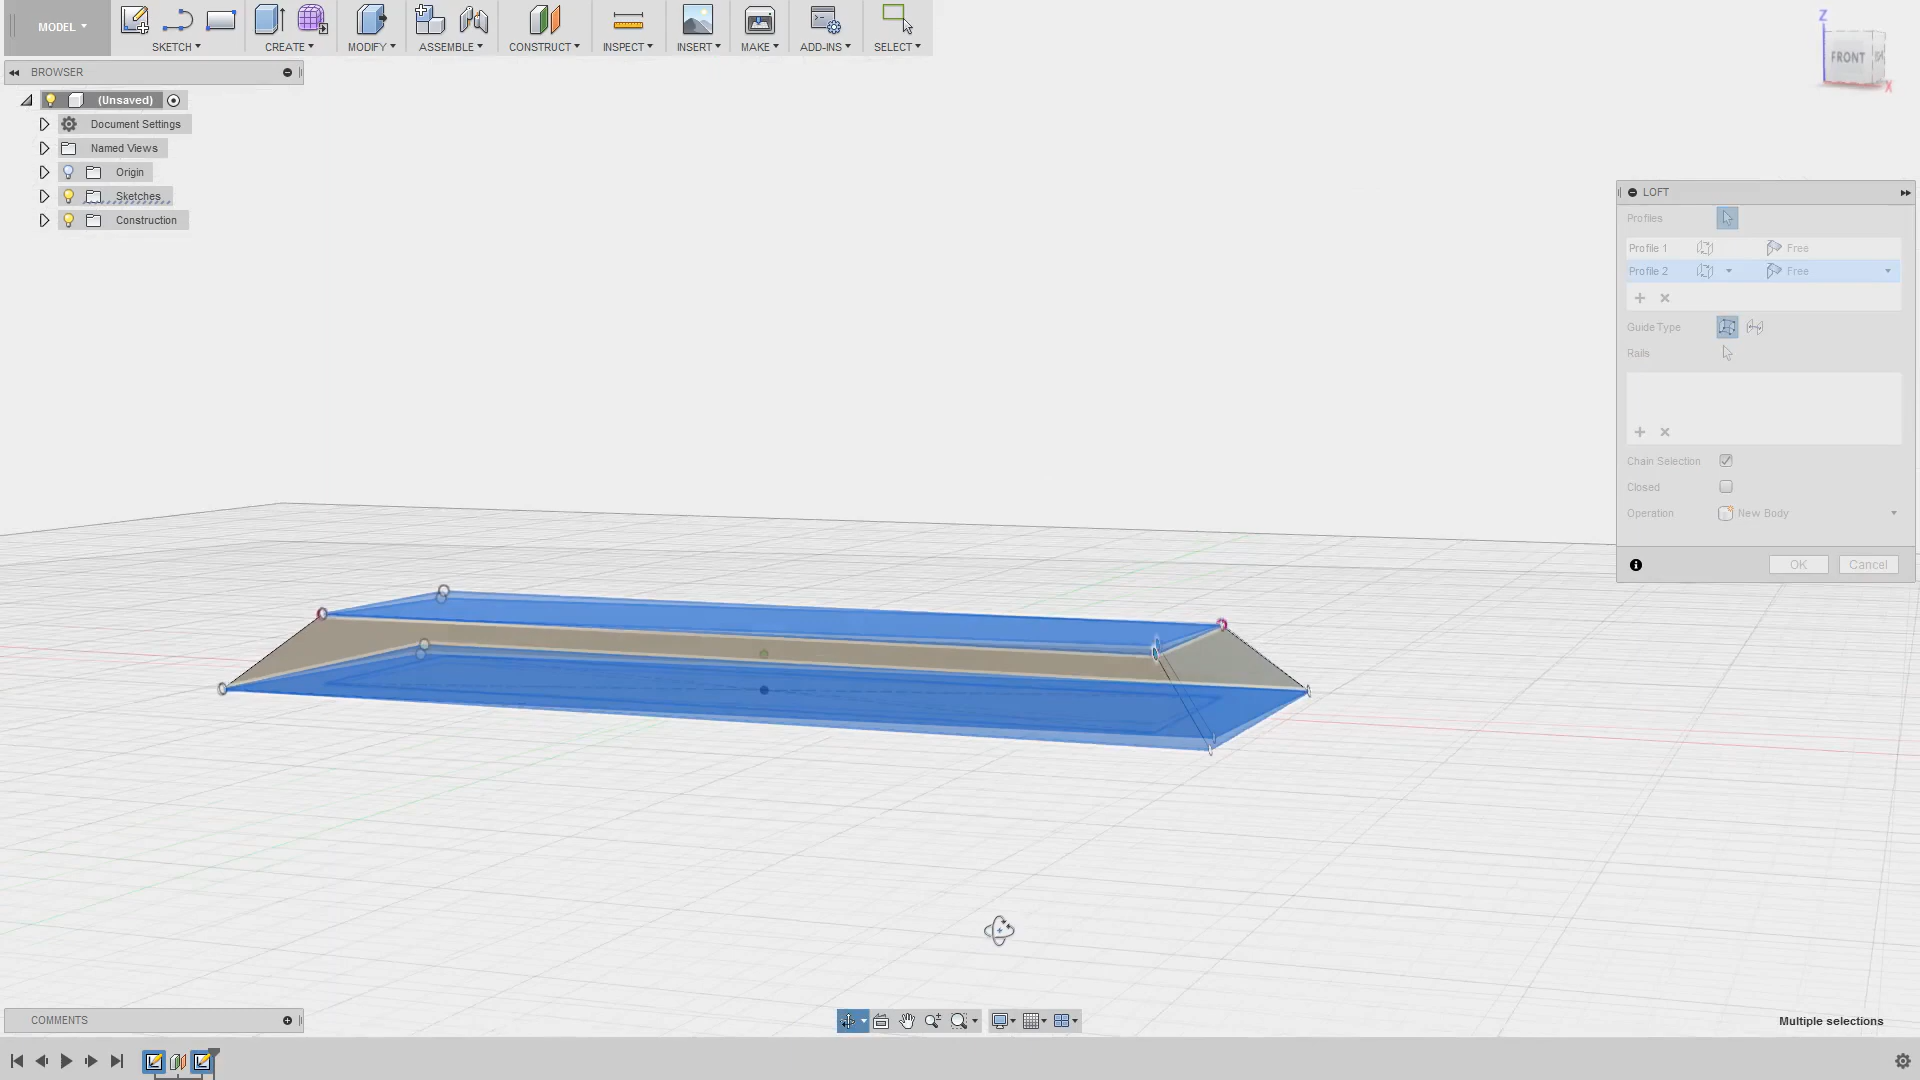 MODEL
SKETCH
CREATE
MODIFY
ASSEMBLE
CONSTRUCT
INSPECT
INSERT
MAKE
ADD-INS
SELECT
Z
FRONT
X
BROWSER
(Unsaved)
Document Settings
Named Views
Origin
Sketches
Construction
LOFT
Profiles
Profile 1 Free
Profile 2 Free
Guide Type
Rails
Chain Selection
Closed
Operation New Body
OK Cancel
COMMENTS
Multiple selections